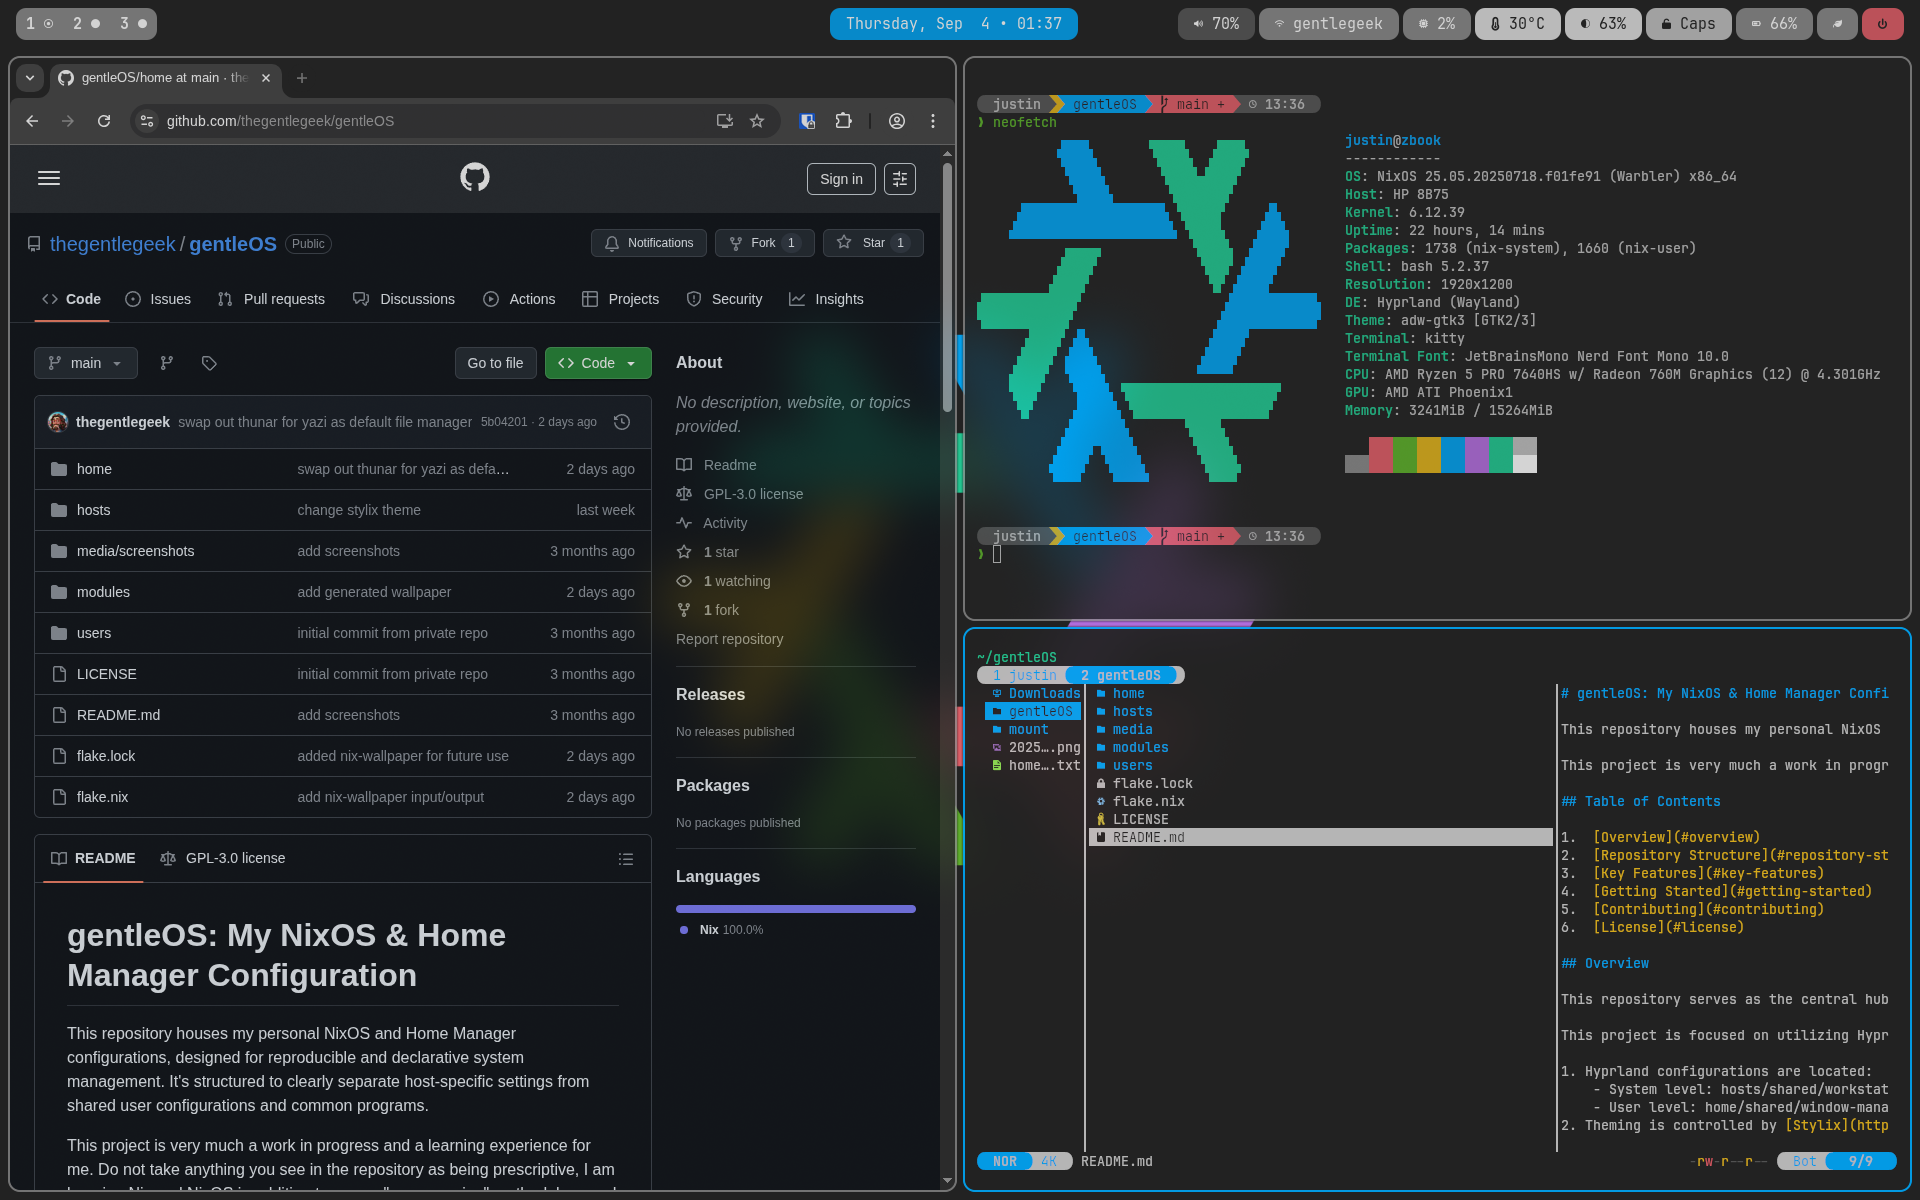 1 2 3
Thursday, Sep  4 • 01:37
70% gentlegeek 2% 30°C 63% Caps 66%
gentleOS/home at main · the
github.com/thegentlegeek/gentleOS
Sign in
thegentlegeek / gentleOS Public
Notifications Fork 1 Star 1
Code Issues Pull requests Discussions Actions Projects Security Insights
main Go to file Code
thegentlegeek swap out thunar for yazi as default file manager 5b04201 · 2 days ago
home swap out thunar for yazi as defa… 2 days ago
hosts change stylix theme last week
media/screenshots add screenshots 3 months ago
modules add generated wallpaper 2 days ago
users initial commit from private repo 3 months ago
LICENSE initial commit from private repo 3 months ago
README.md add screenshots 3 months ago
flake.lock added nix-wallpaper for future use 2 days ago
flake.nix add nix-wallpaper input/output 2 days ago
README GPL-3.0 license
gentleOS: My NixOS & Home
Manager Configuration
This repository houses my personal NixOS and Home Manager
configurations, designed for reproducible and declarative system
management. It's structured to clearly separate host-specific settings from
shared user configurations and common programs.
This project is very much a work in progress and a learning experience for
me. Do not take anything you see in the repository as being prescriptive, I am
About
No description, website, or topics
provided.
Readme
GPL-3.0 license
Activity
1 star
1 watching
1 fork
Report repository
Releases
No releases published
Packages
No packages published
Languages
Nix 100.0%
justin gentleOS main + 13:36
❯ neofetch
justin@zbook
------------
OS: NixOS 25.05.20250718.f01fe91 (Warbler) x86_64
Host: HP 8B75
Kernel: 6.12.39
Uptime: 22 hours, 14 mins
Packages: 1738 (nix-system), 1660 (nix-user)
Shell: bash 5.2.37
Resolution: 1920x1200
DE: Hyprland (Wayland)
Theme: adw-gtk3 [GTK2/3]
Terminal: kitty
Terminal Font: JetBrainsMono Nerd Font Mono 10.0
CPU: AMD Ryzen 5 PRO 7640HS w/ Radeon 760M Graphics (12) @ 4.301GHz
GPU: AMD ATI Phoenix1
Memory: 3241MiB / 15264MiB
justin gentleOS main + 13:36
❯
~/gentleOS
1 justin 2 gentleOS
Downloads
gentleOS
mount
2025….png
home….txt
home
hosts
media
modules
users
flake.lock
flake.nix
LICENSE
README.md
# gentleOS: My NixOS & Home Manager Confi
This repository houses my personal NixOS
This project is very much a work in progr
## Table of Contents
1.  [Overview](#overview)
2.  [Repository Structure](#repository-st
3.  [Key Features](#key-features)
4.  [Getting Started](#getting-started)
5.  [Contributing](#contributing)
6.  [License](#license)
## Overview
This repository serves as the central hub
This project is focused on utilizing Hypr
1. Hyprland configurations are located:
- System level: hosts/shared/workstat
- User level: home/shared/window-mana
2. Theming is controlled by [Stylix](http
NOR 4K README.md -rw-r--r-- Bot 9/9